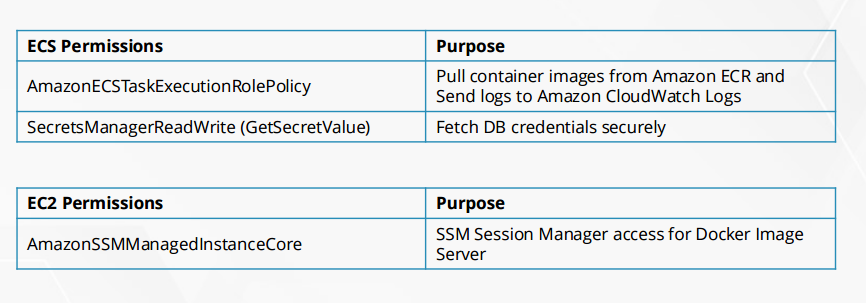 ECS Permissions
Purpose
AmazonECSTaskExecutionRolePolicy
Pull container images from Amazon ECR and
Send logs to Amazon CloudWatch Logs
SecretsManagerReadWrite (GetSecretValue)
Fetch DB credentials securely
EC2 Permissions
Purpose
AmazonSSMManagedInstanceCore
SSM Session Manager access for Docker Image
Server